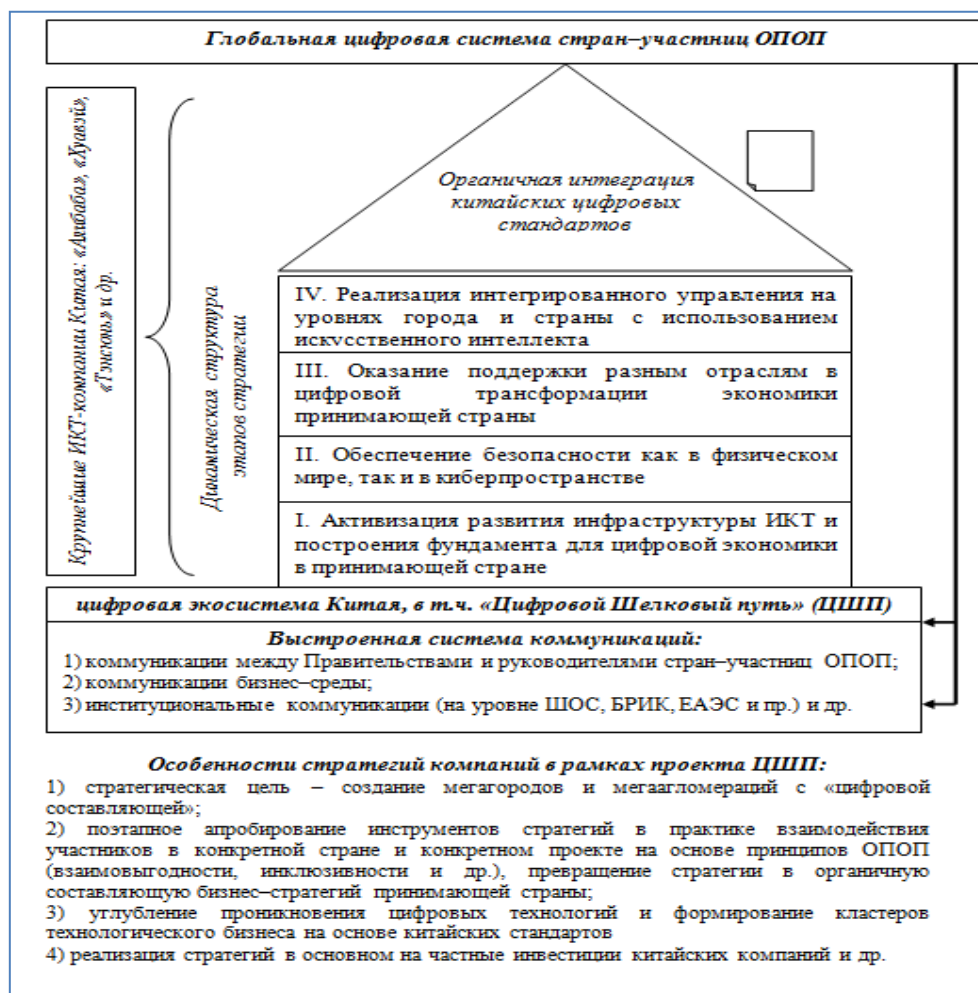 Глобальная цифровая система стран–участниц ОПОП
Крупнейшие ИКТ-компании Китая: «Алибаба», «Хуавэй»,
«Тэнсюнь» и др.
Динамическая структура
этапов стратегии
Органичная интеграция
китайских цифровых
стандартов
IV. Реализация интегрированного управления на
уровнях города и страны с использованием
искусственного интеллекта
III. Оказание поддержки разным отраслям в
цифровой трансформации экономики
принимающей страны
II. Обеспечение безопасности как в физическом
мире, так и в киберпространстве
I. Активизация развития инфраструктуры ИКТ и
построения фундамента для цифровой экономики
в принимающей стране
цифровая экосистема Китая, в т.ч. «Цифровой Шелковый путь» (ЦШП)
Выстроенная система коммуникаций:
1) коммуникации между Правительствами и руководителями стран–участниц ОПОП;
2) коммуникации бизнес–среды;
3) институциональные коммуникации (на уровне ШОС, БРИК, ЕАЭС и пр.) и др.
Особенности стратегий компаний в рамках проекта ЦШП:
1) стратегическая цель – создание мегагородов и мегаагломераций с «цифровой
составляющей»;
2) поэтапное апробирование инструментов стратегий в практике взаимодействия
участников в конкретной стране и конкретном проекте на основе принципов ОПОП
(взаимовыгодности, инклюзивности и др.), превращение стратегии в органичную
составляющую бизнес–стратегий принимающей страны;
3) углубление проникновения цифровых технологий и формирование кластеров
технологического бизнеса на основе китайских стандартов
4) реализация стратегий в основном на частные инвестиции китайских компаний и др.